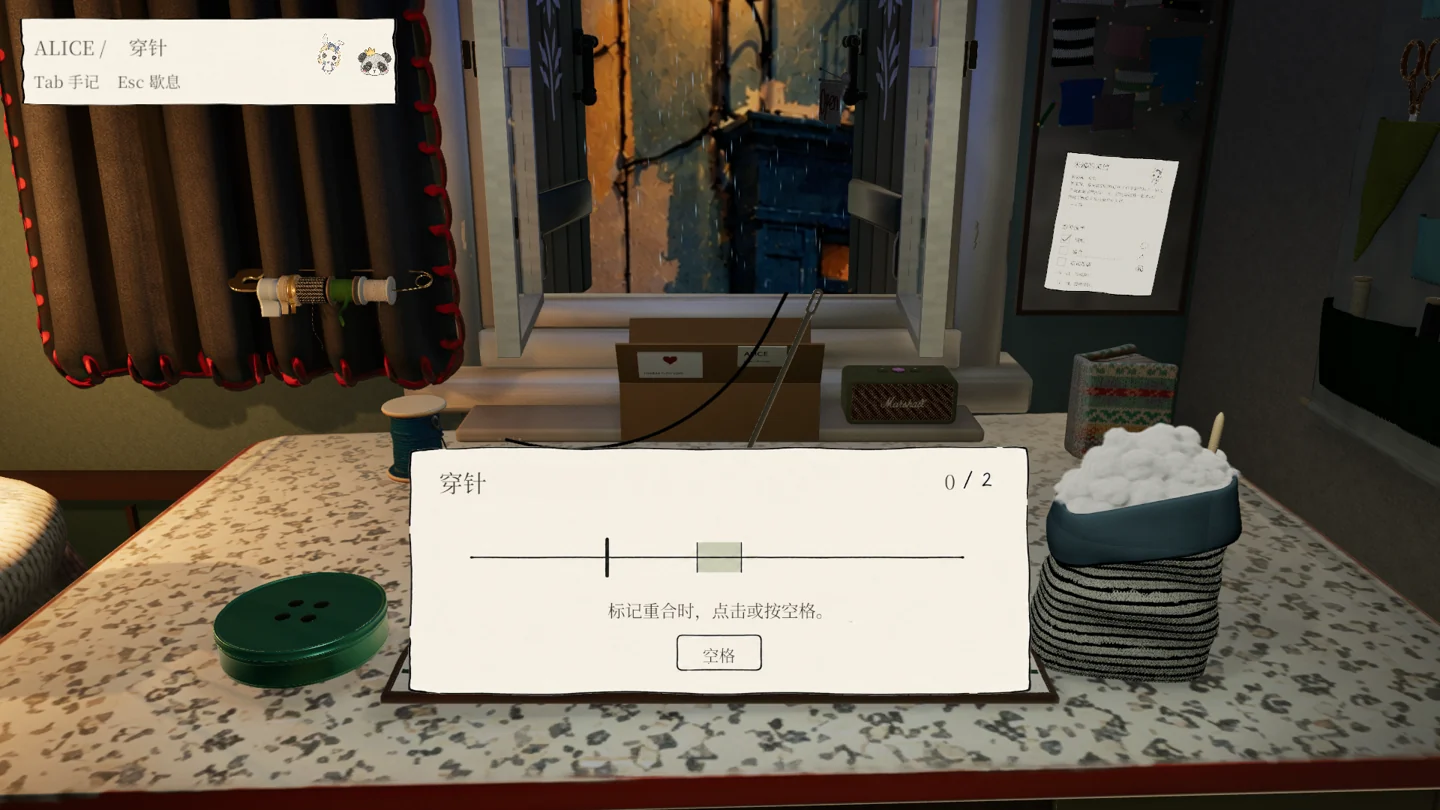 ALICE / 穿针
Tab 手记 Esc 歇息
ALICE
Marshall
穿针
0 / 2
标记重合时，点击或按空格。
空格